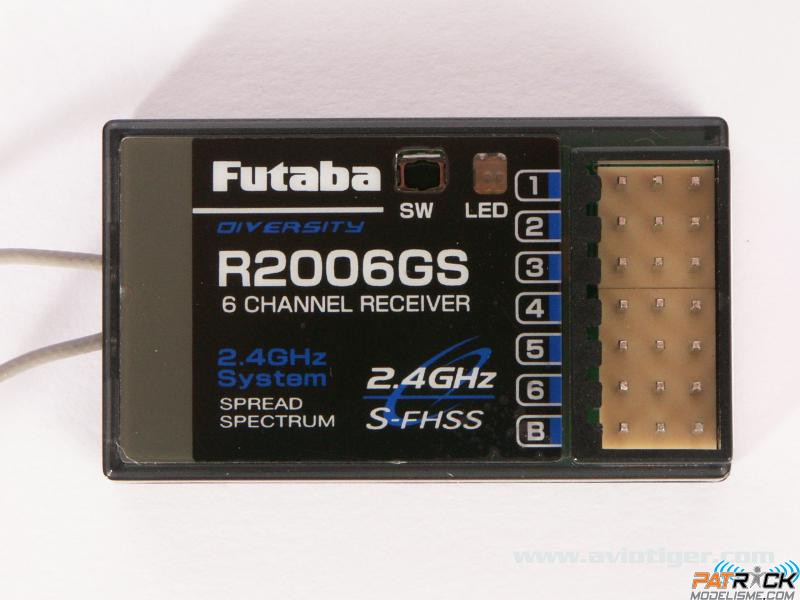 Futaba
SW
LED
DIVERSITY
R2006GS
6 CHANNEL RECEIVER
2.4GHz
System
SPREAD
SPECTRUM
2.4GHz
S-FHSS
1
2
3
4
5
6
B
www.aviotiger.com
PATROCK
MODELISME.COM